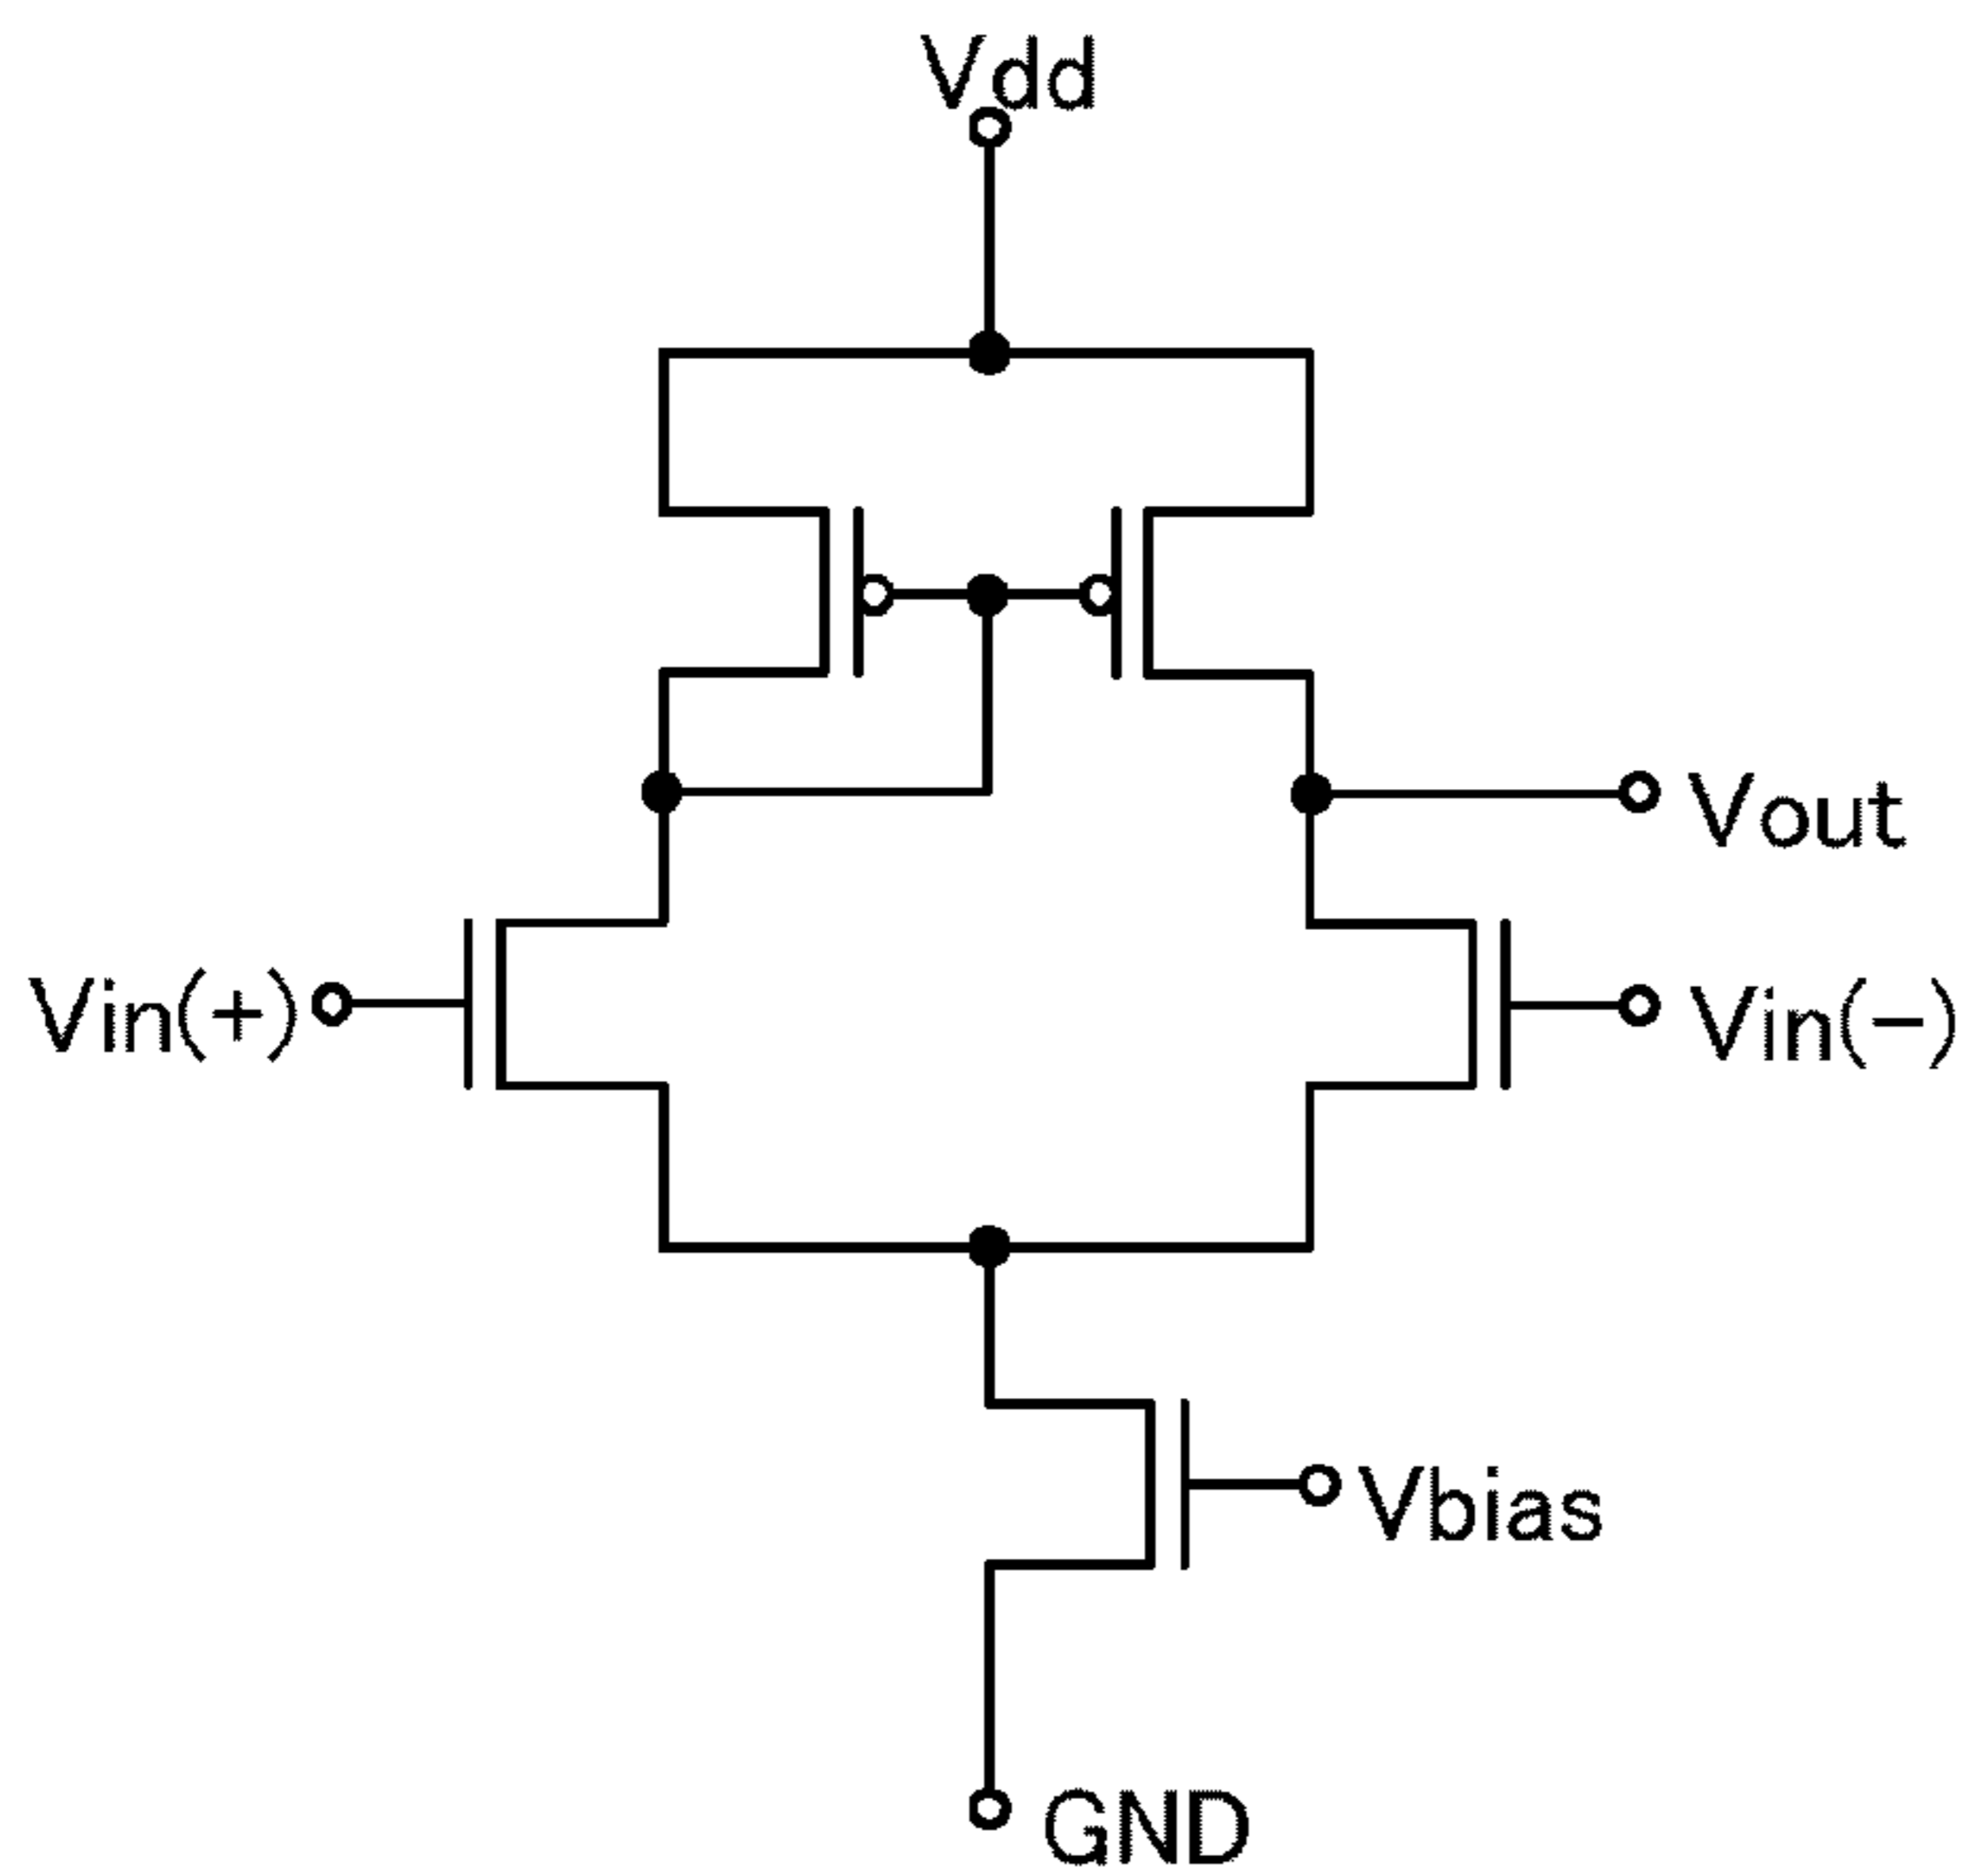 Vdd
Vout
Vin(+)
Vin(−)
Vbias
GND